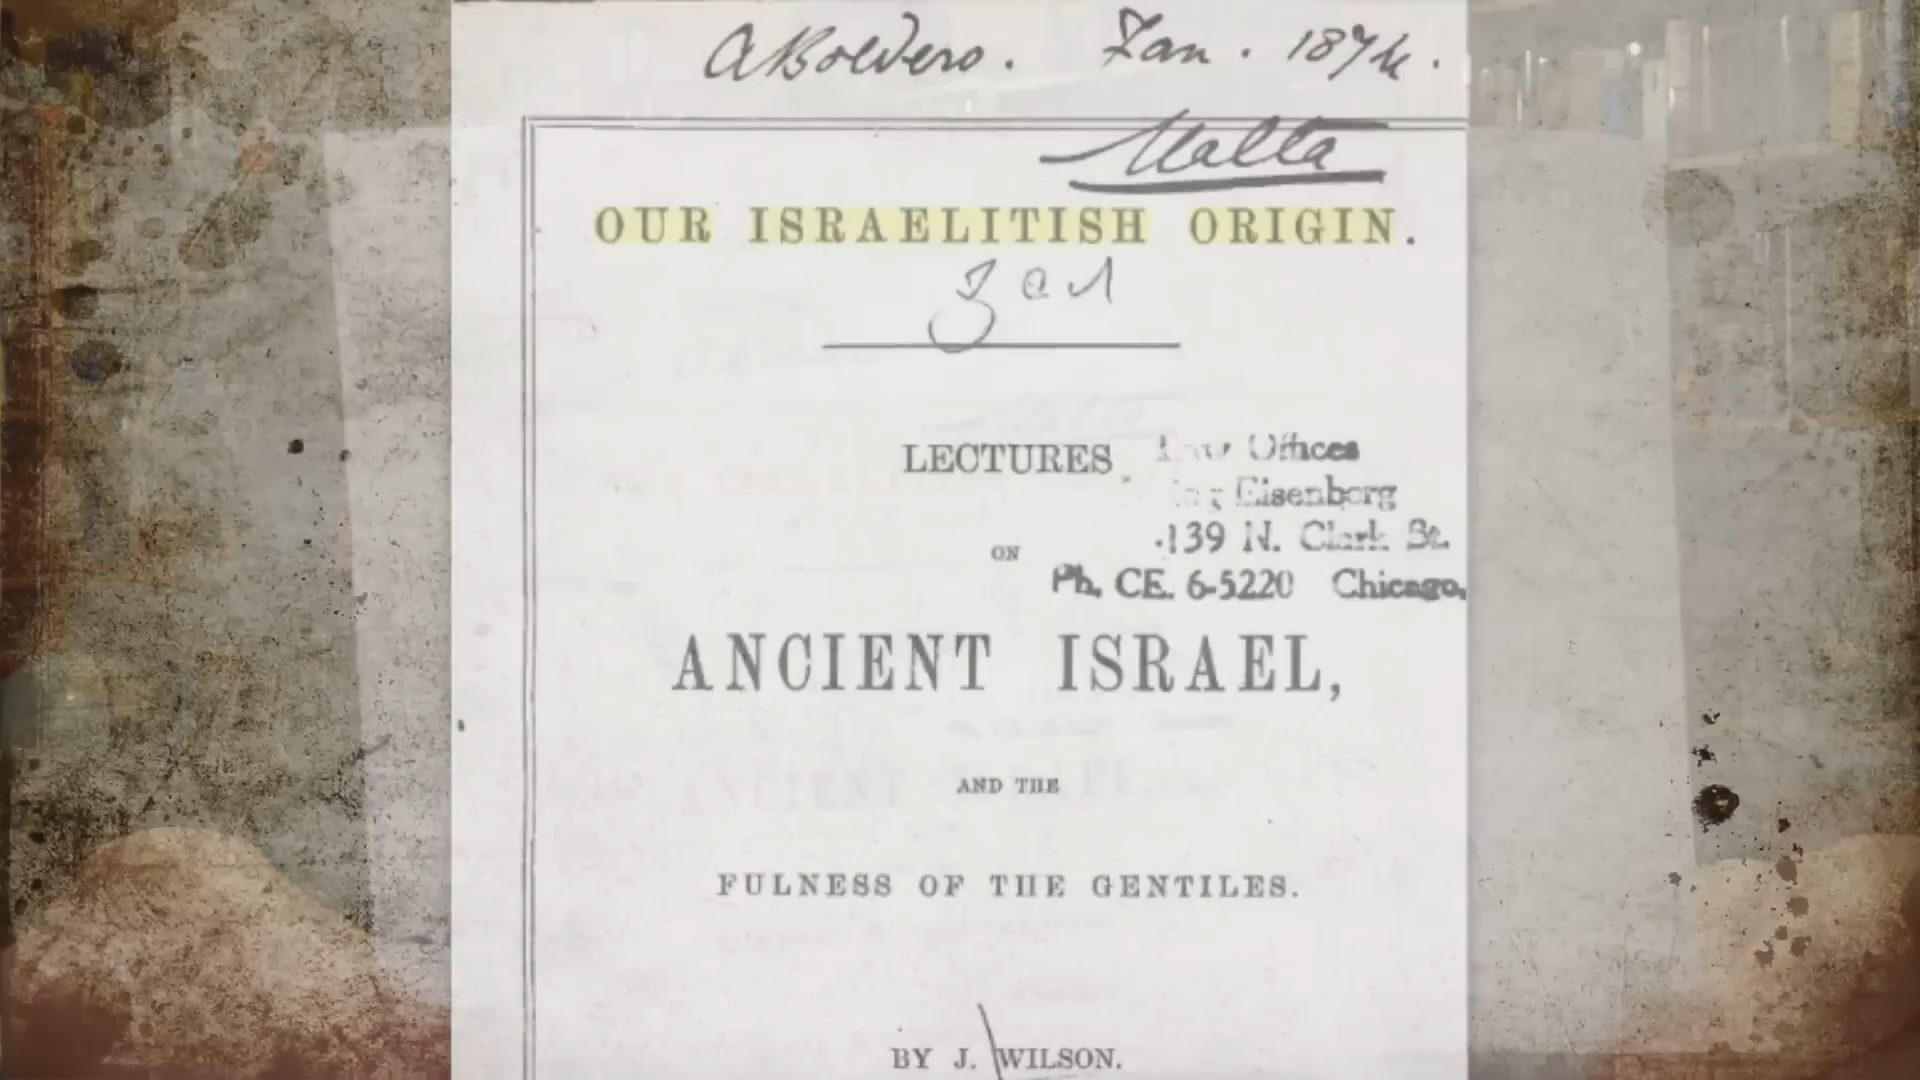 Jan. 1874.
Malta
OUR ISRAELITISH ORIGIN.
LECTURES
Offices
Eisenberg
139 N. Clark St.
Ph. CE. 6-5220 Chicago,
ON
ANCIENT ISRAEL,
AND THE
FULNESS OF THE GENTILES.
BY J. WILSON.